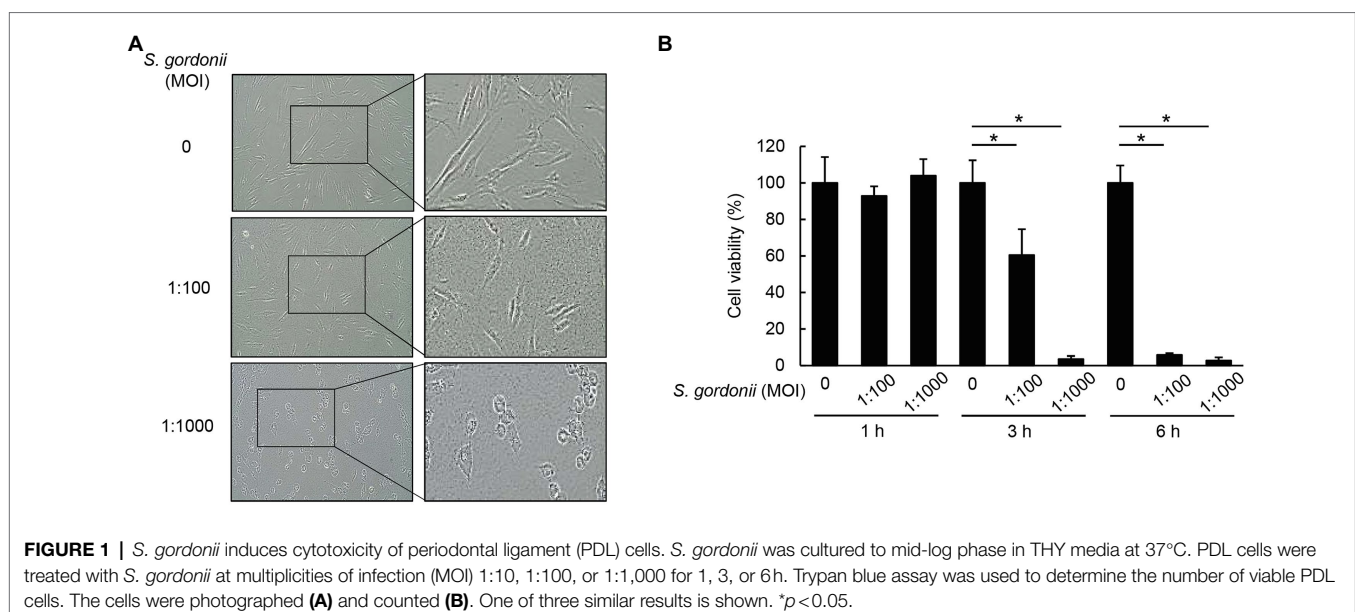 A
S. gordonii
(MOI)
0
1:100
1:1000
B
* *
* *
120
100
80
60
40
20
0
Cell viability (%)
0 1:100 1:1000 0 1:100 1:1000 0 1:100 1:1000
S. gordonii (MOI)
1 h 3 h 6 h
FIGURE 1 | S. gordonii induces cytotoxicity of periodontal ligament (PDL) cells. S. gordonii was cultured to mid-log phase in THY media at 37°C. PDL cells were
treated with S. gordonii at multiplicities of infection (MOI) 1:10, 1:100, or 1:1,000 for 1, 3, or 6 h. Trypan blue assay was used to determine the number of viable PDL
cells. The cells were photographed (A) and counted (B). One of three similar results is shown. *p < 0.05.